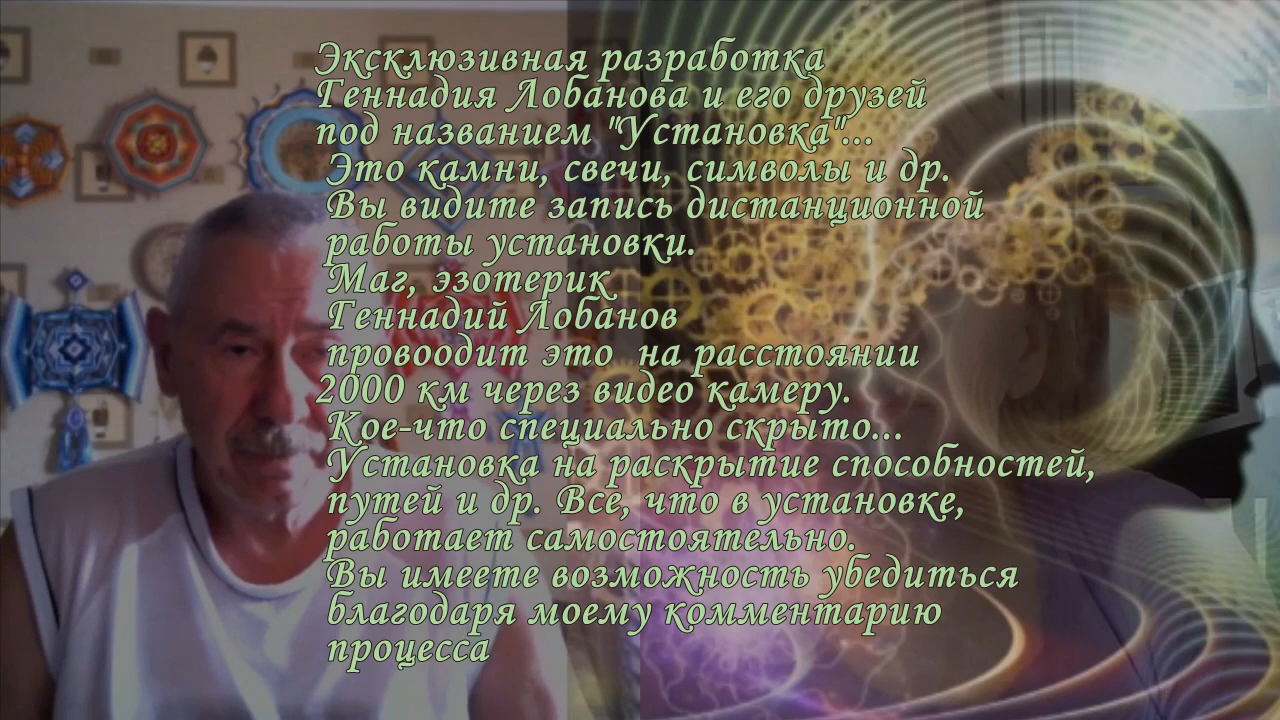 Эксклюзивная разработка
Геннадия Лобанова и его друзей
под названием "Установка"...
Это камни, свечи, символы и др.
Вы видите запись дистанционной
работы установки.
Маг, эзотерик
Геннадий Лобанов
провоодит это на расстоянии
2000 км через видео камеру.
Кое-что специально скрыто...
Установка на раскрытие способностей,
путей и др. Все, что в установке,
работает самостоятельно.
Вы имеете возможность убедиться
благодаря моему комментарию
процесса